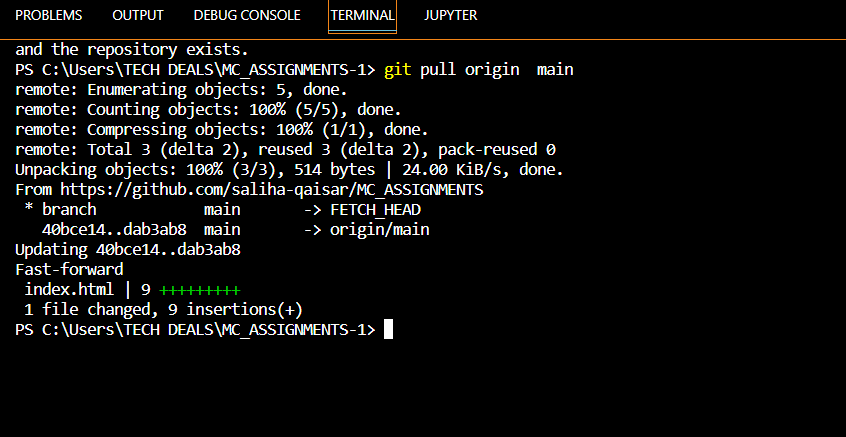 PROBLEMS OUTPUT DEBUG CONSOLE TERMINAL JUPYTER
and the repository exists.
PS C:\Users\TECH DEALS\MC_ASSIGNMENTS-1> git pull origin  main
remote: Enumerating objects: 5, done.
remote: Counting objects: 100% (5/5), done.
remote: Compressing objects: 100% (1/1), done.
remote: Total 3 (delta 2), reused 3 (delta 2), pack-reused 0
Unpacking objects: 100% (3/3), 514 bytes | 24.00 KiB/s, done.
From https://github.com/saliha-qaisar/MC_ASSIGNMENTS
 * branch            main       -> FETCH_HEAD
   40bce14..dab3ab8  main       -> origin/main
Updating 40bce14..dab3ab8
Fast-forward
 index.html | 9 +++++++++
 1 file changed, 9 insertions(+)
PS C:\Users\TECH DEALS\MC_ASSIGNMENTS-1>